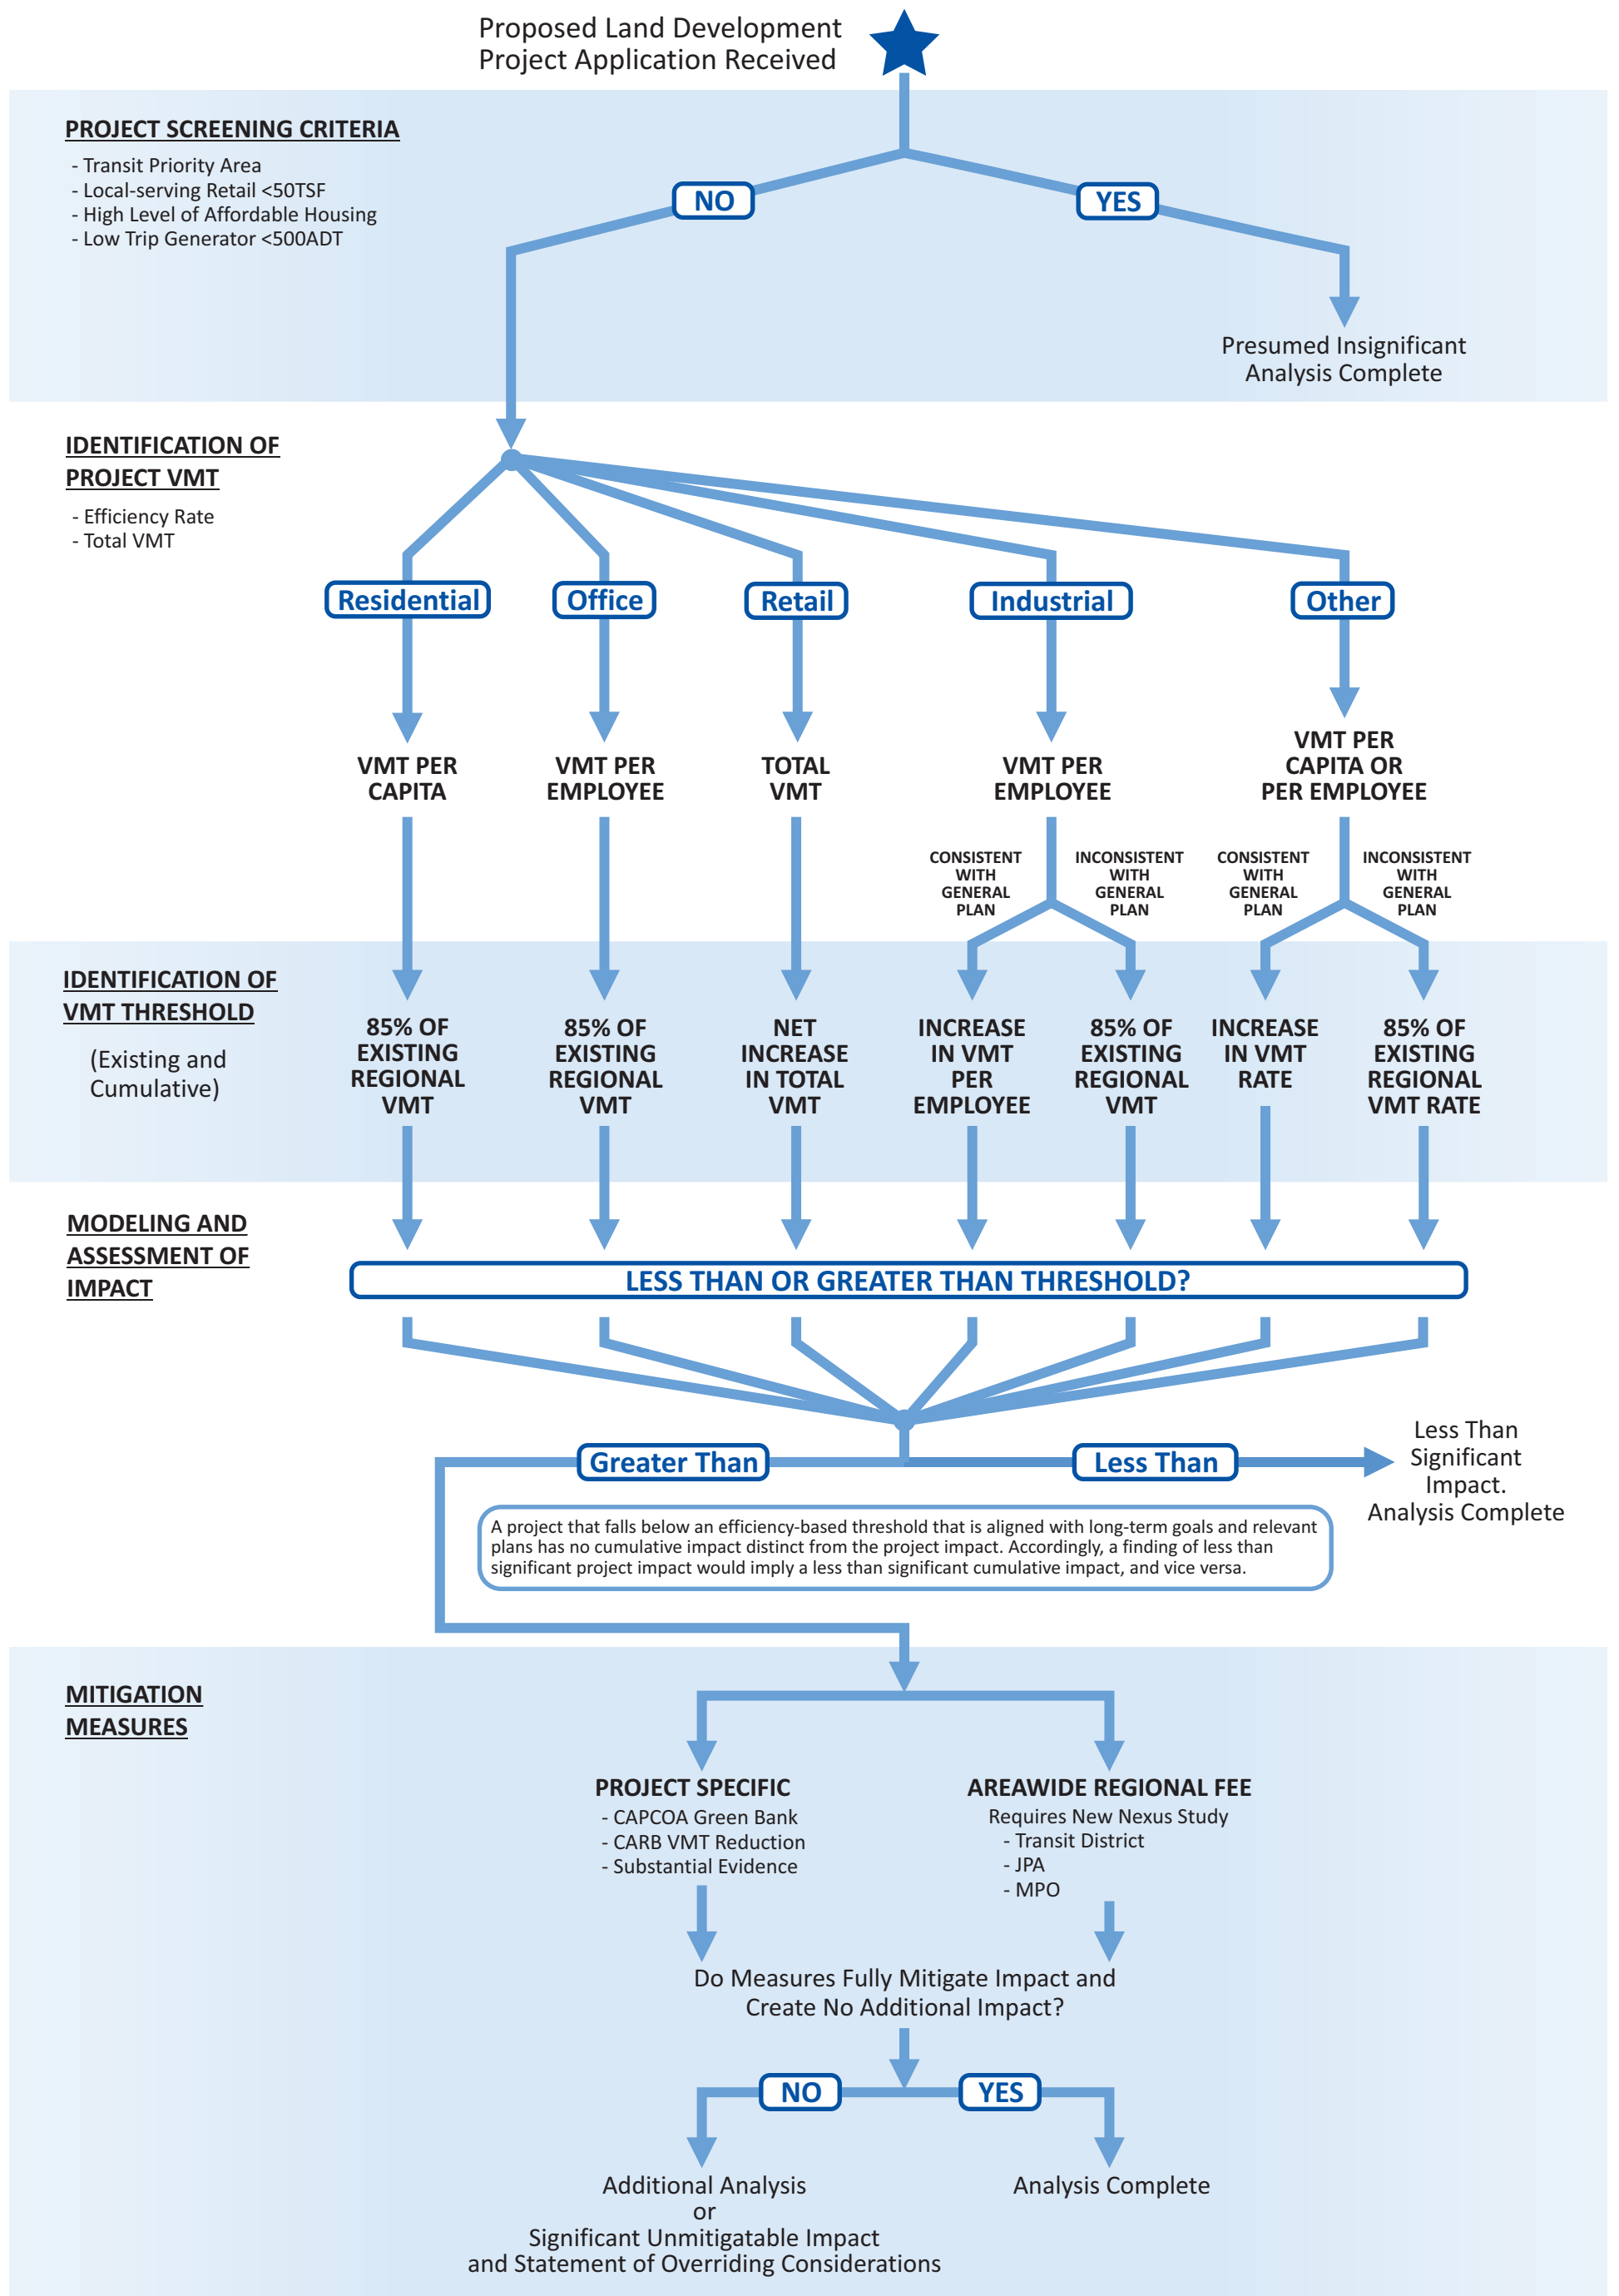 Proposed Land Development
Project Application Received
PROJECT SCREENING CRITERIA
- Transit Priority Area
- Local-serving Retail <50TSF
- High Level of Affordable Housing
- Low Trip Generator <500ADT
NO
YES
Presumed Insignificant
Analysis Complete
IDENTIFICATION OF
PROJECT VMT
- Efficiency Rate
- Total VMT
Residential
Office
Retail
Industrial
Other
VMT PER
CAPITA
VMT PER
EMPLOYEE
TOTAL
VMT
VMT PER
EMPLOYEE
VMT PER
CAPITA OR
PER EMPLOYEE
CONSISTENT
WITH
GENERAL
PLAN
INCONSISTENT
WITH
GENERAL
PLAN
CONSISTENT
WITH
GENERAL
PLAN
INCONSISTENT
WITH
GENERAL
PLAN
IDENTIFICATION OF
VMT THRESHOLD
(Existing and
Cumulative)
85% OF
EXISTING
REGIONAL
VMT
85% OF
EXISTING
REGIONAL
VMT
NET
INCREASE
IN TOTAL
VMT
INCREASE
IN VMT
PER
EMPLOYEE
85% OF
EXISTING
REGIONAL
VMT
INCREASE
IN VMT
RATE
85% OF
EXISTING
REGIONAL
VMT RATE
MODELING AND
ASSESSMENT OF
IMPACT
LESS THAN OR GREATER THAN THRESHOLD?
Greater Than
Less Than
Less Than
Significant
Impact.
Analysis Complete
A project that falls below an efficiency-based threshold that is aligned with long-term goals and relevant
plans has no cumulative impact distinct from the project impact. Accordingly, a finding of less than
significant project impact would imply a less than significant cumulative impact, and vice versa.
MITIGATION
MEASURES
PROJECT SPECIFIC
- CAPCOA Green Bank
- CARB VMT Reduction
- Substantial Evidence
AREAWIDE REGIONAL FEE
Requires New Nexus Study
- Transit District
- JPA
- MPO
Do Measures Fully Mitigate Impact and
Create No Additional Impact?
NO
YES
Additional Analysis
or
Significant Unmitigatable Impact
and Statement of Overriding Considerations
Analysis Complete